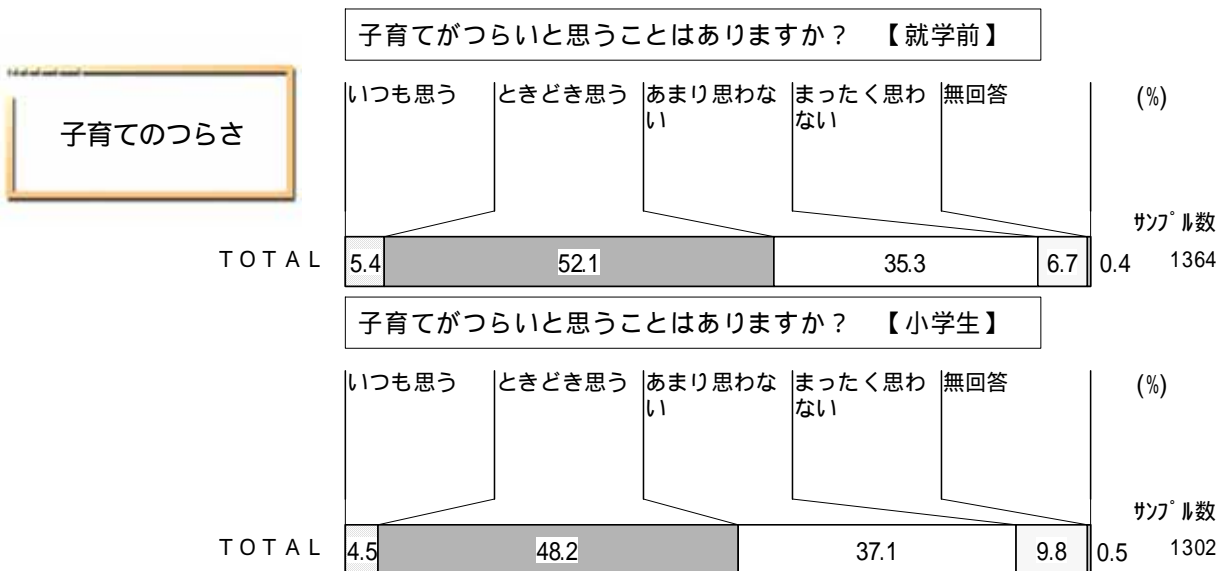 子育てがつらいと思うことはありますか？　【就学前】
子育てのつらさ
いつも思う ときどき思う あまり思わな まったく思わ 無回答 (%)
い ない
ｻﾝﾌﾟﾙ数
ＴＯＴＡＬ 5.4 52.1 35.3 6.7 0.4 1364
子育てがつらいと思うことはありますか？　【小学生】
いつも思う ときどき思う あまり思わな まったく思わ 無回答 (%)
い ない
ｻﾝﾌﾟﾙ数
ＴＯＴＡＬ 4.5 48.2 37.1 9.8 0.5 1302